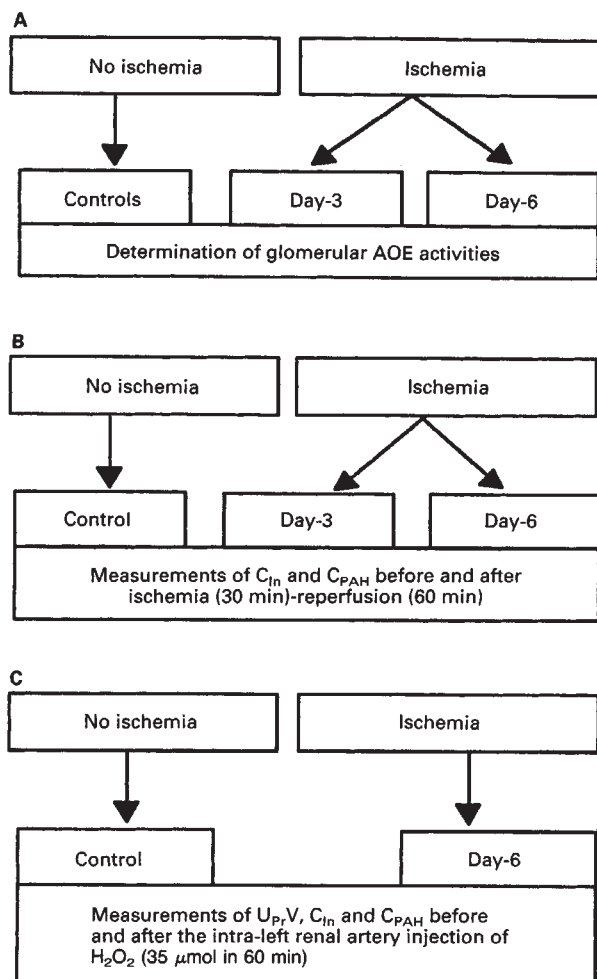 A
No ischemia
Ischemia
Controls
Day-3
Day-6
Determination of glomerular AOE activities
B
No ischemia
Ischemia
Control
Day-3
Day-6
Measurements of C_In and C_PAH before and after
ischemia (30 min)-reperfusion (60 min)
C
No ischemia
Ischemia
Control
Day-6
Measurements of U_PrV, C_In and C_PAH before
and after the intra-left renal artery injection of
H₂O₂ (35 μmol in 60 min)